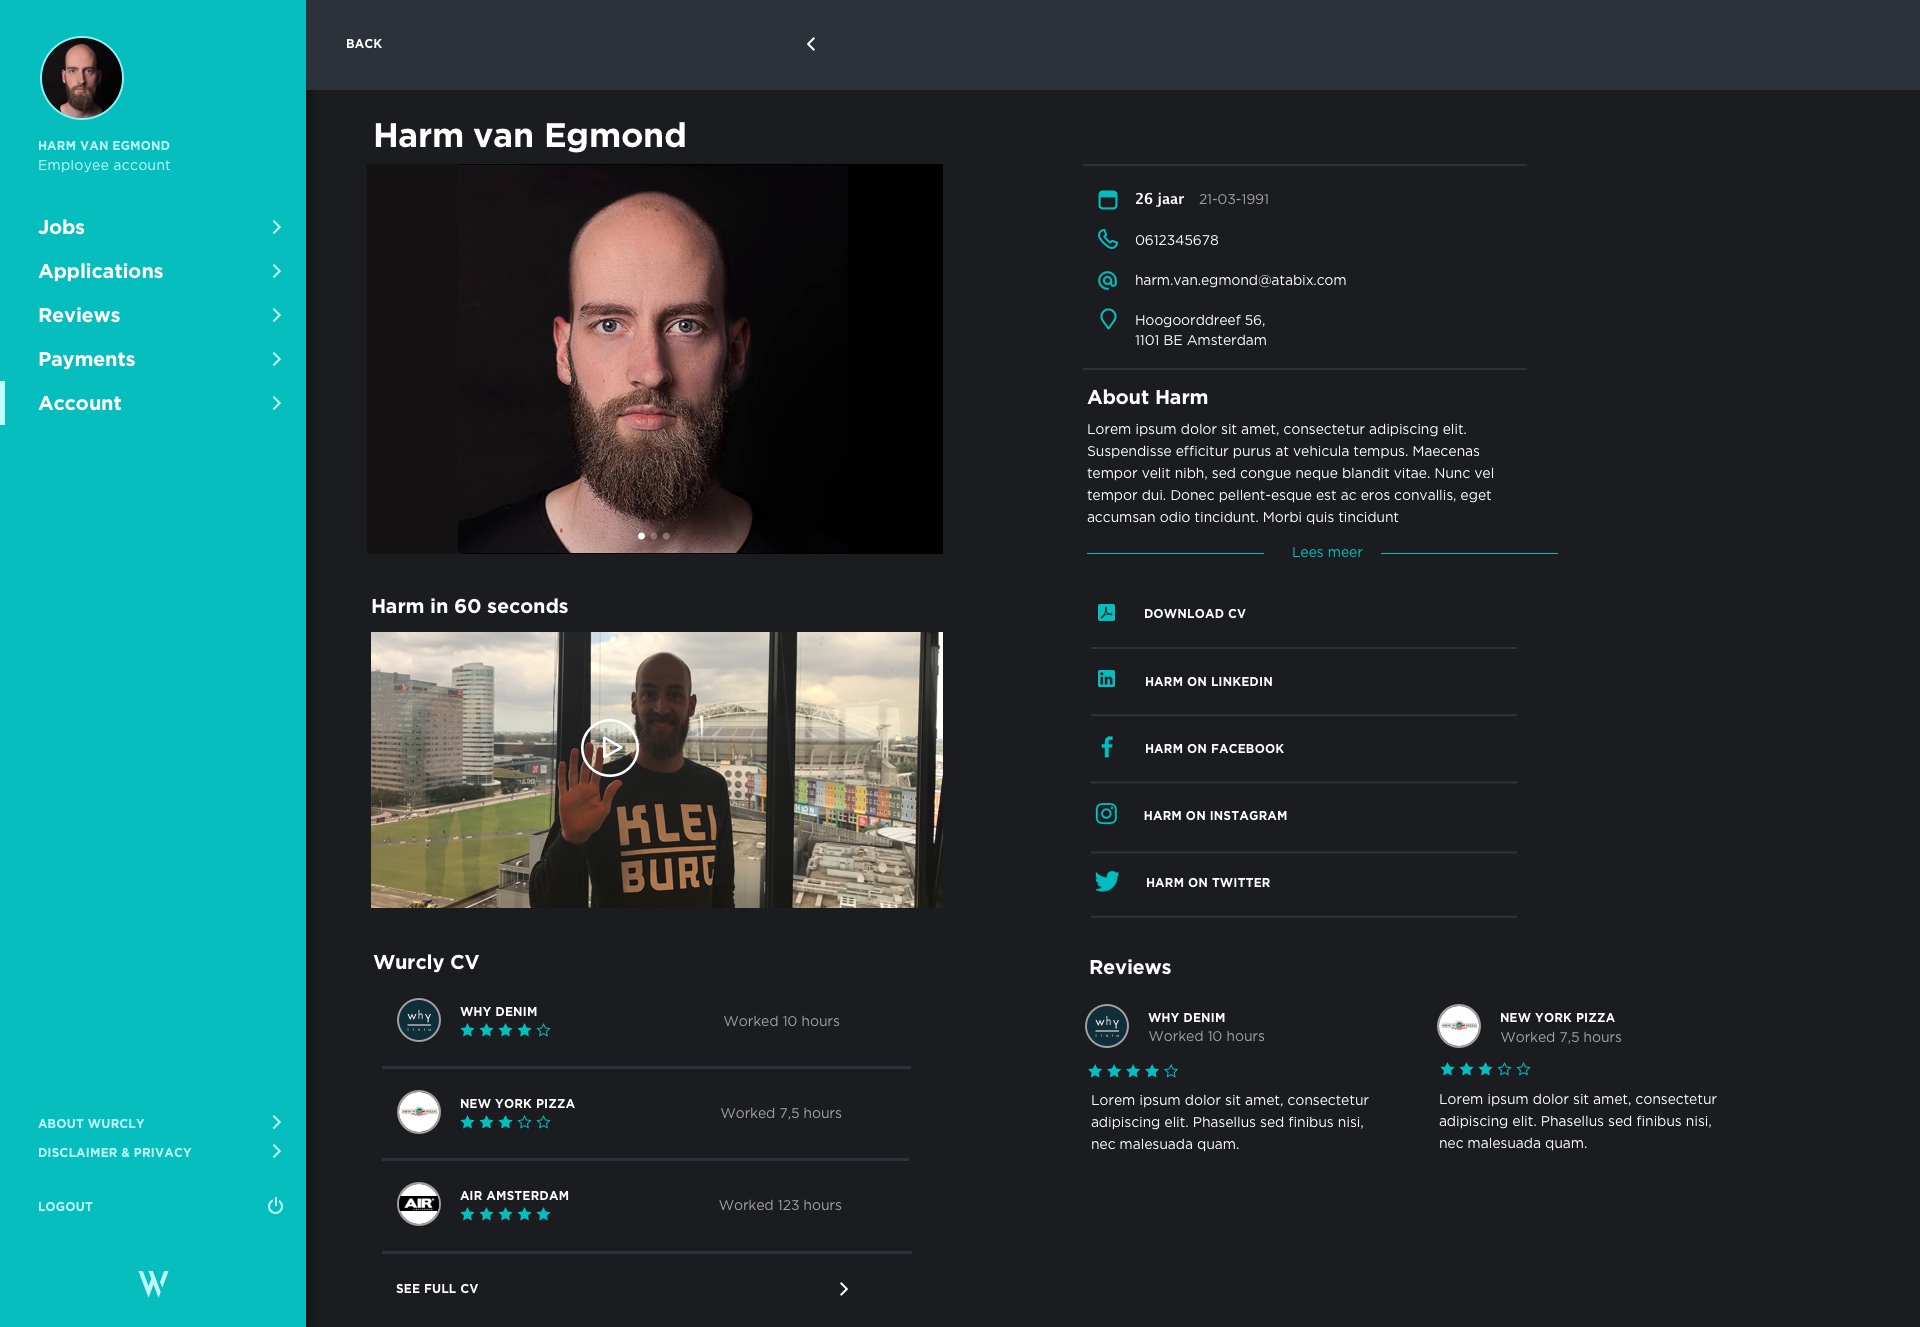 HARM VAN EGMOND
Employee account
Jobs
Applications
Reviews
Payments
Account
ABOUT WURCLY
DISCLAIMER & PRIVACY
LOGOUT
W
BACK
Harm van Egmond
Harm in 60 seconds
KLEI
BURG
Wurcly CV
why
WHY DENIM
Worked 10 hours
NEW YORK PIZZA
Worked 7,5 hours
AIR
AIR AMSTERDAM
Worked 123 hours
SEE FULL CV
26 jaar 21-03-1991
0612345678
harm.van.egmond@atabix.com
Hoogoorddreef 56,
1101 BE Amsterdam
About Harm
Lorem ipsum dolor sit amet, consectetur adipiscing elit.
Suspendisse efficitur purus at vehicula tempus. Maecenas
tempor velit nibh, sed congue neque blandit vitae. Nunc vel
tempor dui. Donec pellent-esque est ac eros convallis, eget
accumsan odio tincidunt. Morbi quis tincidunt
Lees meer
DOWNLOAD CV
HARM ON LINKEDIN
HARM ON FACEBOOK
HARM ON INSTAGRAM
HARM ON TWITTER
Reviews
why
WHY DENIM
Worked 10 hours
Lorem ipsum dolor sit amet, consectetur
adipiscing elit. Phasellus sed finibus nisi,
nec malesuada quam.
NEW YORK PIZZA
Worked 7,5 hours
Lorem ipsum dolor sit amet, consectetur
adipiscing elit. Phasellus sed finibus nisi,
nec malesuada quam.